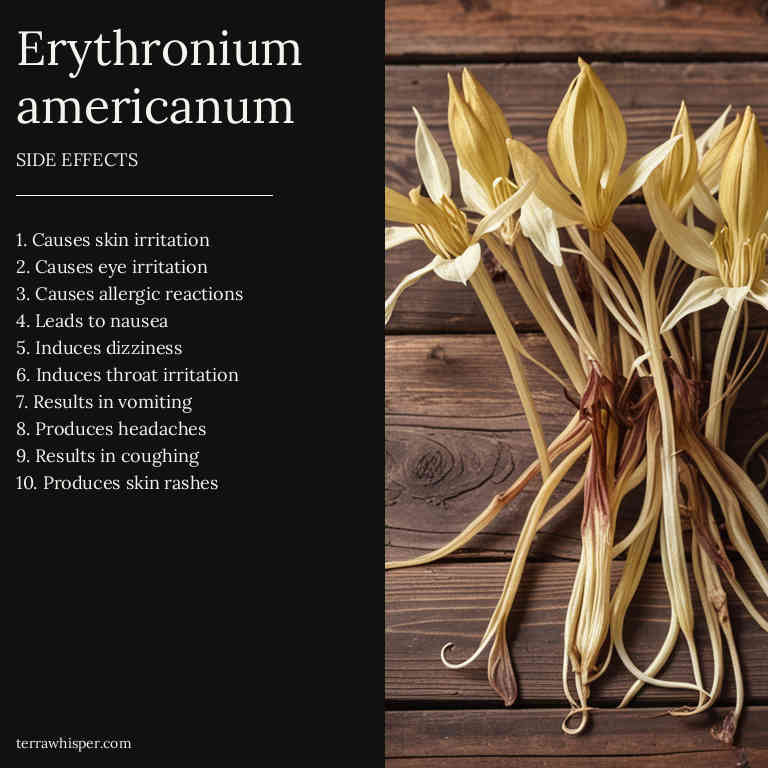 Erythronium
americanum
SIDE EFFECTS
1. Causes skin irritation
2. Causes eye irritation
3. Causes allergic reactions
4. Leads to nausea
5. Induces dizziness
6. Induces throat irritation
7. Results in vomiting
8. Produces headaches
9. Results in coughing
10. Produces skin rashes
terrawhisper.com